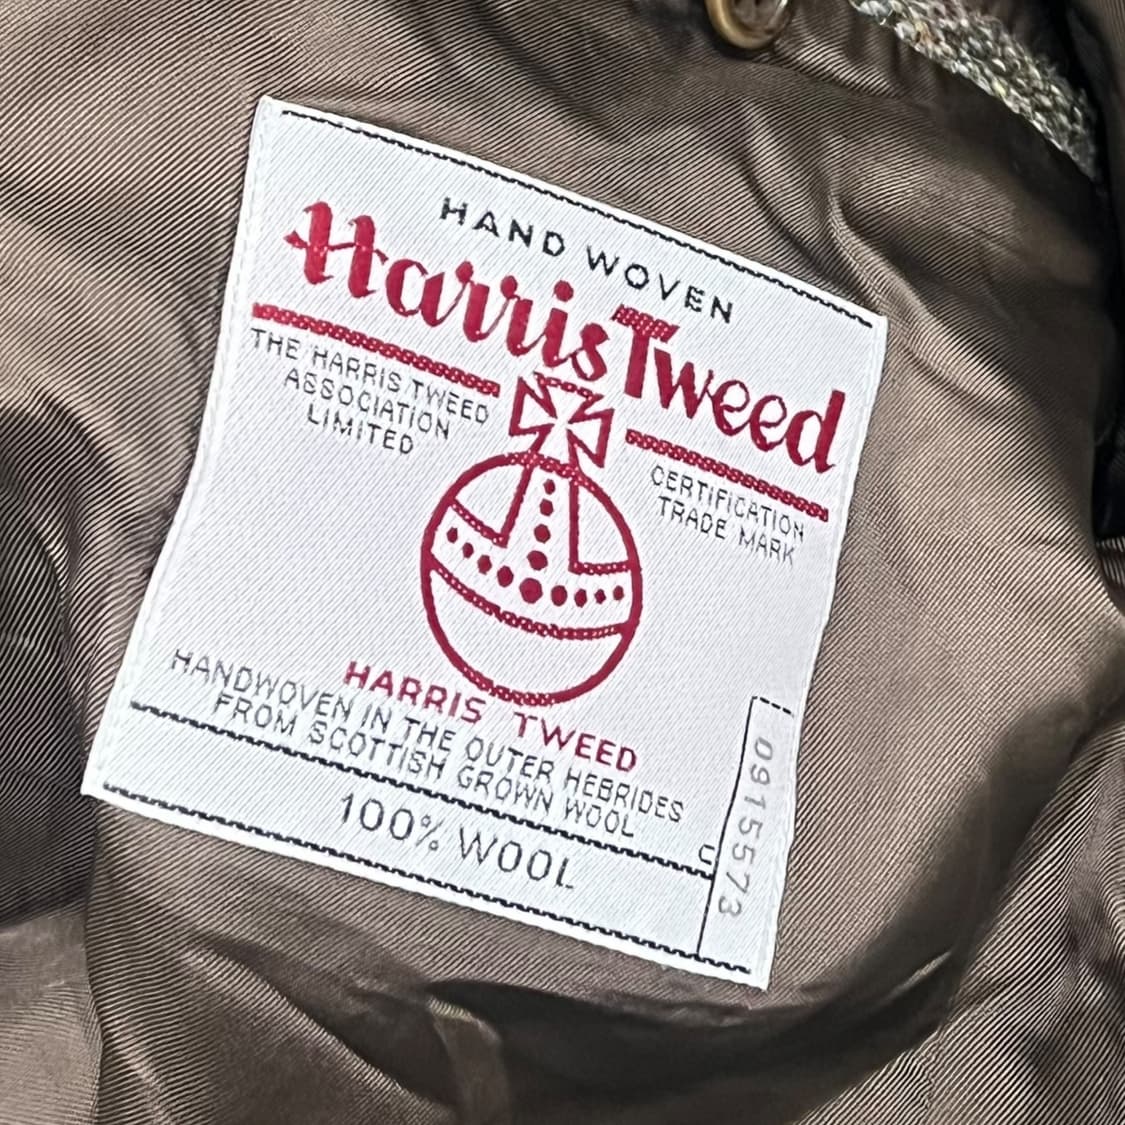 HAND WOVEN
Harris Tweed
THE HARRIS TWEED
ASSOCIATION
LIMITED
CERTIFICATION
TRADE MARK
HARRIS TWEED
HANDWOVEN IN THE OUTER HEBRIDES
FROM SCOTTISH GROWN WOOL
100% WOOL
C
0915573